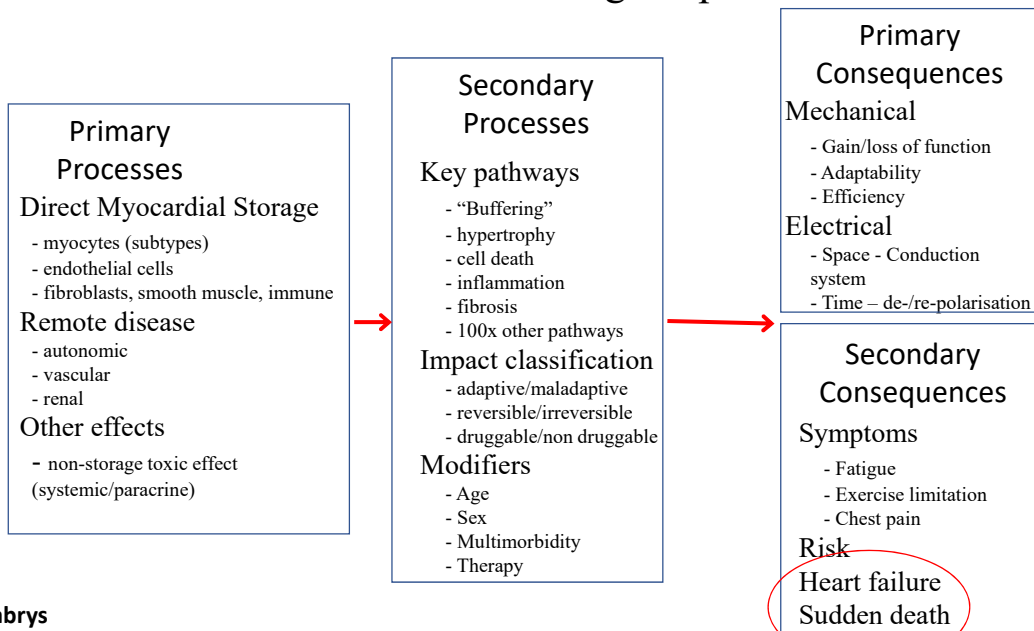 Primary
Processes
Direct Myocardial Storage
- myocytes (subtypes)
- endothelial cells
- fibroblasts, smooth muscle, immune
Remote disease
- autonomic
- vascular
- renal
Other effects
- non-storage toxic effect
(systemic/paracrine)
Secondary
Processes
Key pathways
- “Buffering”
- hypertrophy
- cell death
- inflammation
- fibrosis
- 100x other pathways
Impact classification
- adaptive/maladaptive
- reversible/irreversible
- druggable/non druggable
Modifiers
- Age
- Sex
- Multimorbidity
- Therapy
Primary
Consequences
Mechanical
- Gain/loss of function
- Adaptability
- Efficiency
Electrical
- Space - Conduction
system
- Time – de-/re-polarisation
Secondary
Consequences
Symptoms
- Fatigue
- Exercise limitation
- Chest pain
Risk
Heart failure
Sudden death